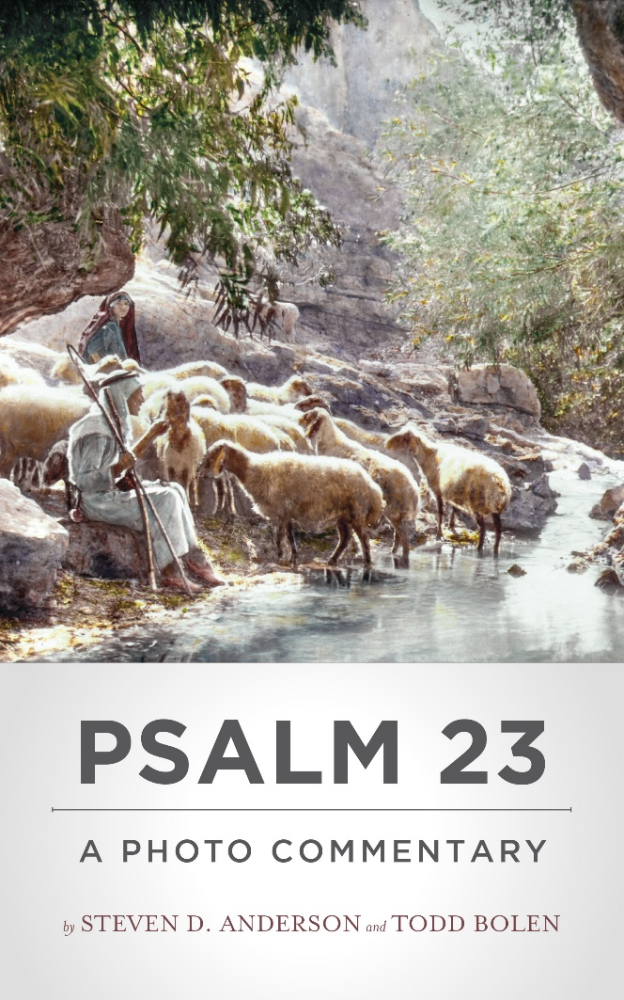 PSALM 23
A PHOTO COMMENTARY
by STEVEN D. ANDERSON and TODD BOLEN